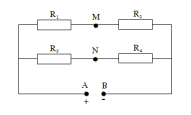 R₁ M R₂
R₃ N R₄
A B
+ -